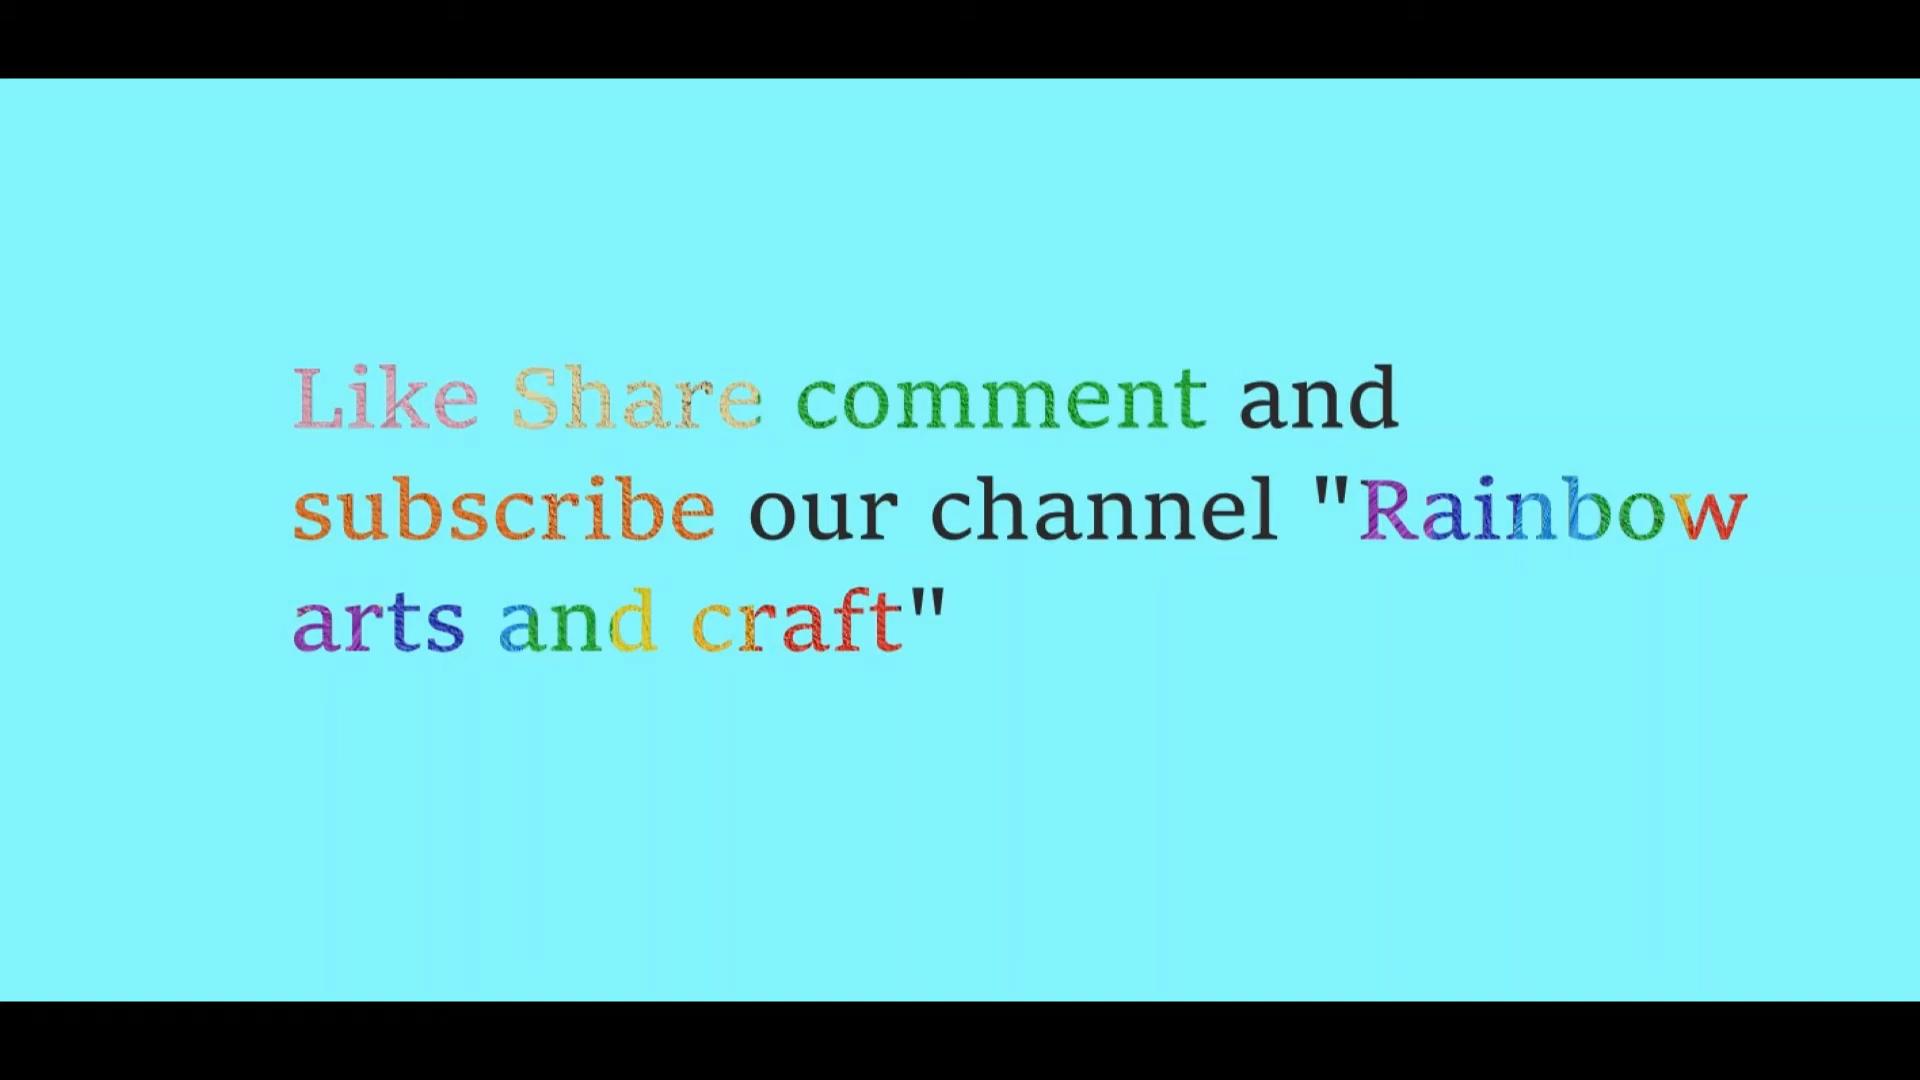 Like Share comment and
subscribe our channel "Rainbow
arts and craft"